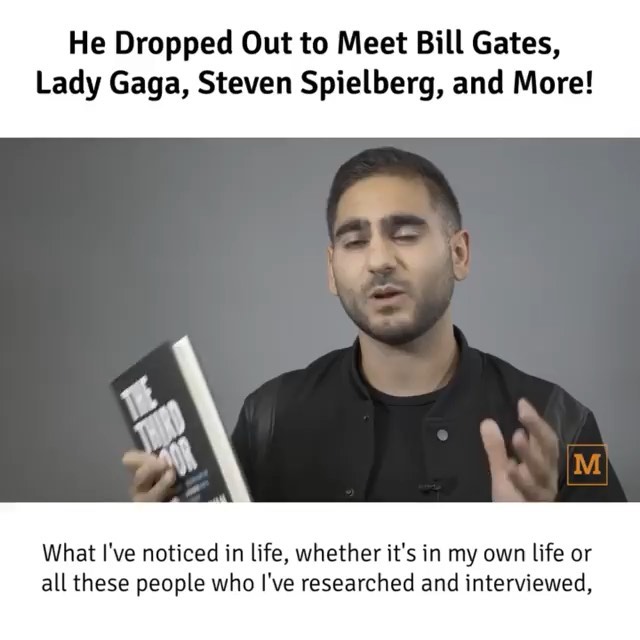 He Dropped Out to Meet Bill Gates,
Lady Gaga, Steven Spielberg, and More!
THE
THIRD
DOOR
M
What I've noticed in life, whether it's in my own life or
all these people who I've researched and interviewed,